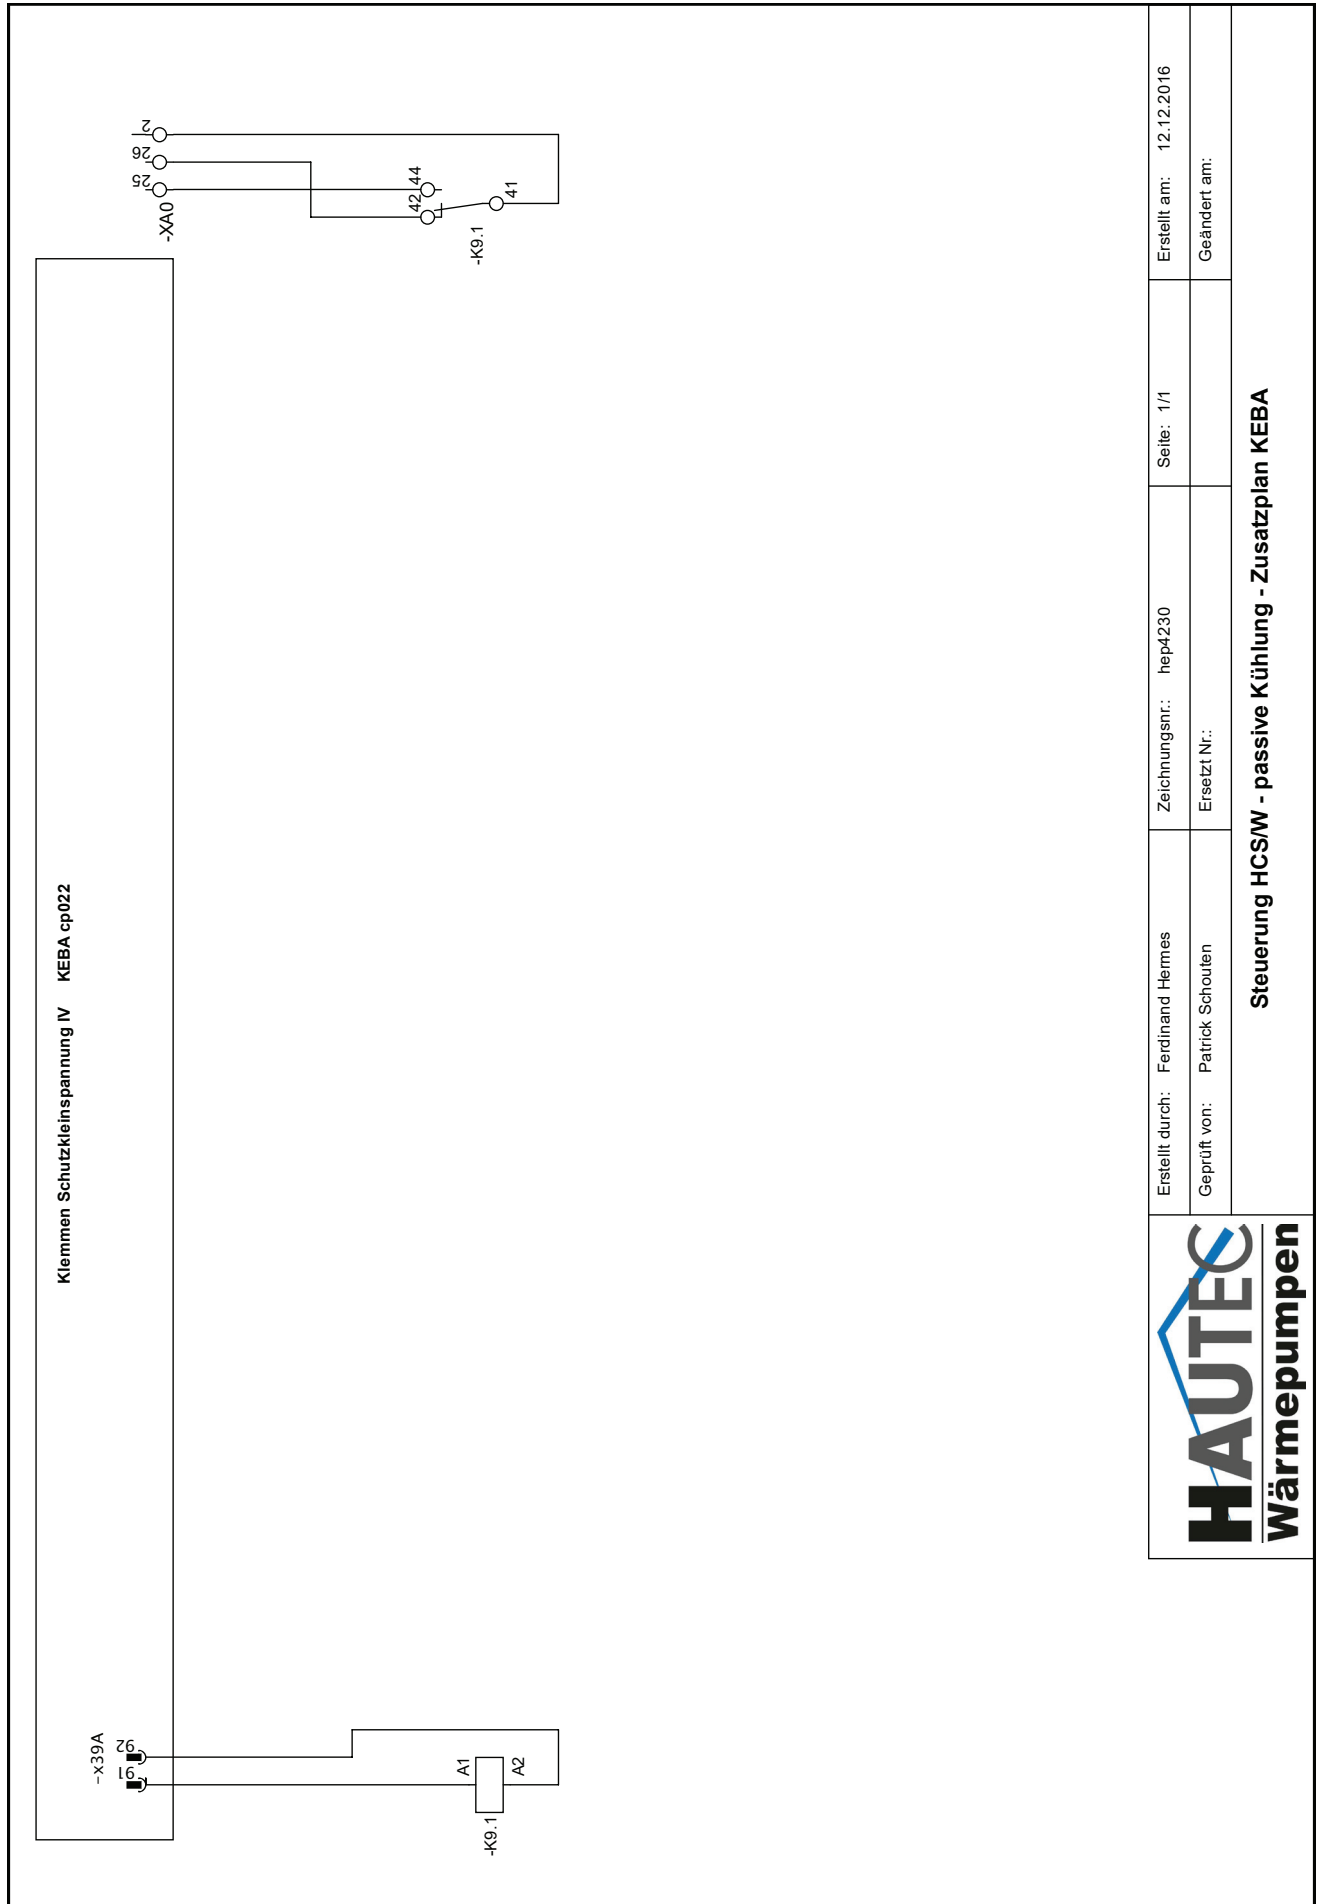 Klemmen Schutzkleinspannung IV KEBA cp022
-x39A
91
92
A1
A2
-K9.1
-XA0
25
26
2
42
44
41
-K9.1
HAUTEC
Wärmepumpen
Erstellt durch: Ferdinand Hermes
Zeichnungsnr.: hep4230
Seite: 1/1
Erstellt am: 12.12.2016
Geprüft von: Patrick Schouten
Ersetzt Nr.:
Geändert am:
Steuerung HCS/W - passive Kühlung - Zusatzplan KEBA